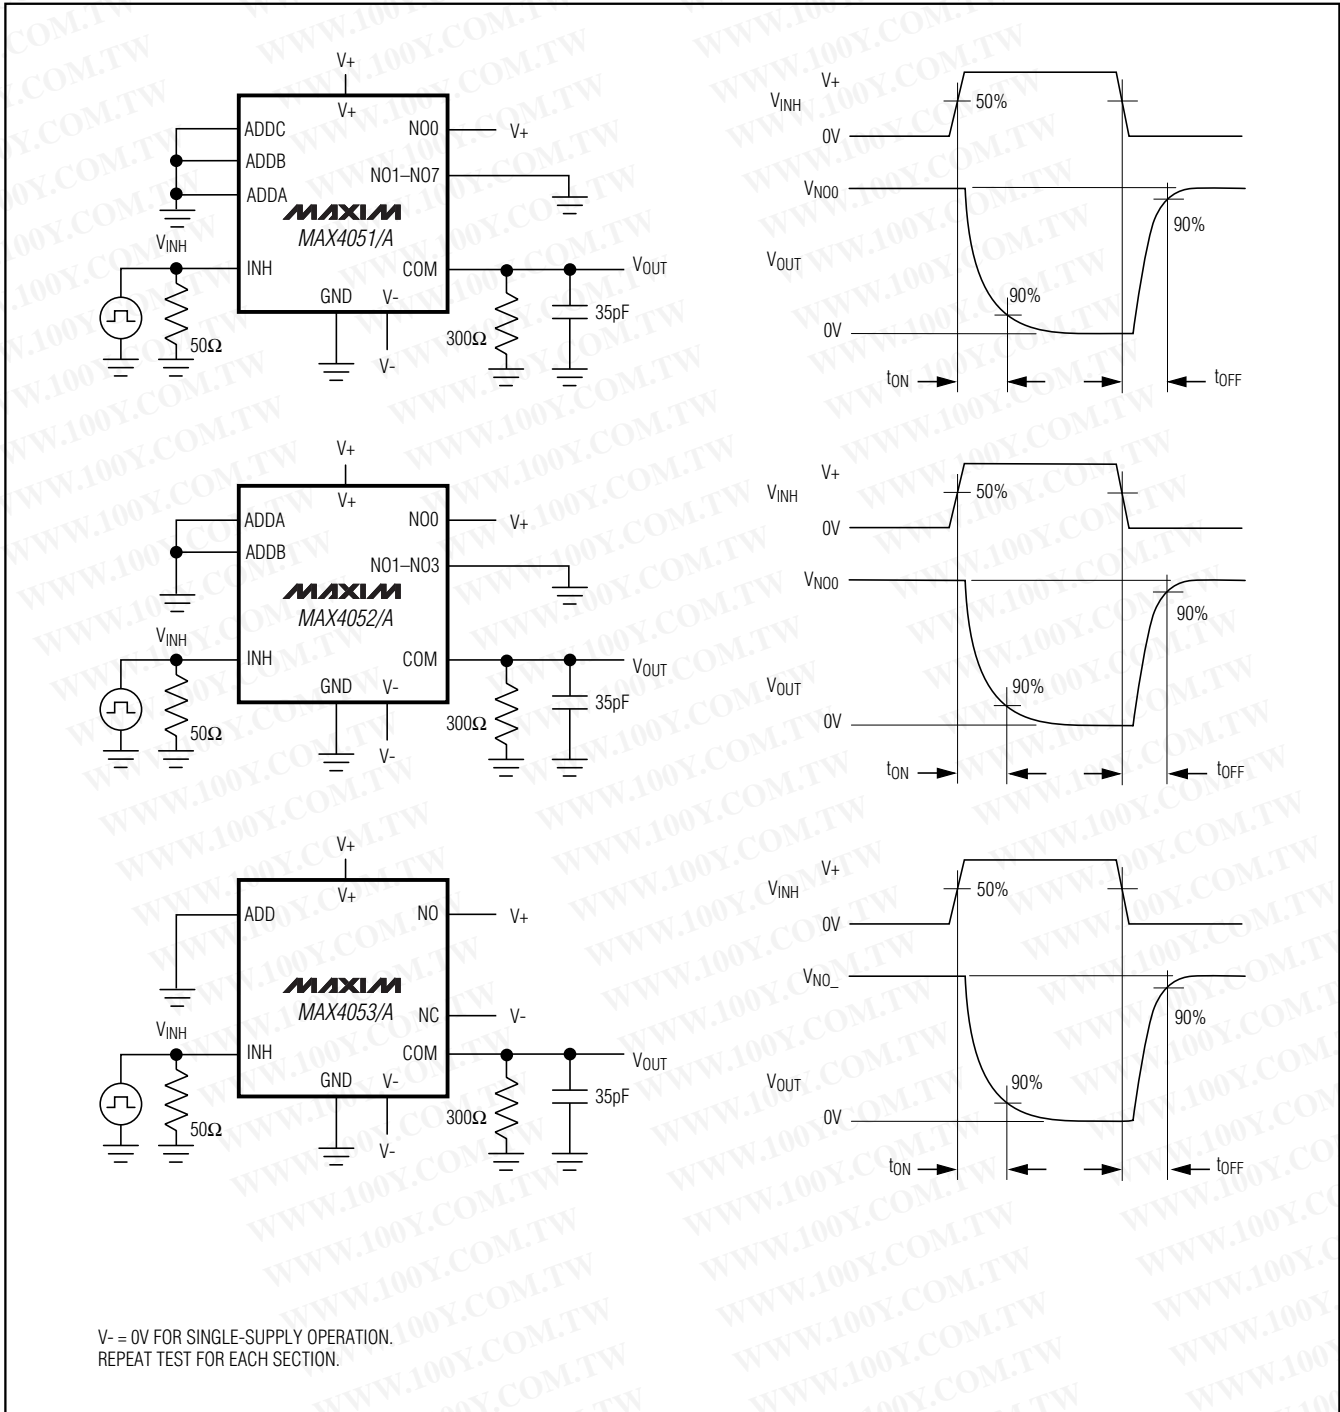 V+
V+
ADDC
ADDB
ADDA
NO0
V+
NO1–NO7
MAXIM
MAX4051/A
VINH
INH
COM
VOUT
GND
V-
50Ω
V-
300Ω
35pF
V+
VINH
50%
0V
VNO0
90%
VOUT
90%
0V
tON
tOFF
V+
V+
ADDA
ADDB
NO0
V+
NO1–NO3
MAXIM
MAX4052/A
VINH
INH
COM
VOUT
GND
V-
50Ω
V-
300Ω
35pF
V+
VINH
50%
0V
VNO0
90%
VOUT
90%
0V
tON
tOFF
V+
V+
ADD
NO
V+
MAXIM
MAX4053/A
NC
V-
VINH
INH
COM
VOUT
GND
V-
50Ω
V-
300Ω
35pF
V+
VINH
50%
0V
VNO_
90%
VOUT
90%
0V
tON
tOFF
V- = 0V FOR SINGLE-SUPPLY OPERATION.
REPEAT TEST FOR EACH SECTION.
WWW.100Y.COM.TW